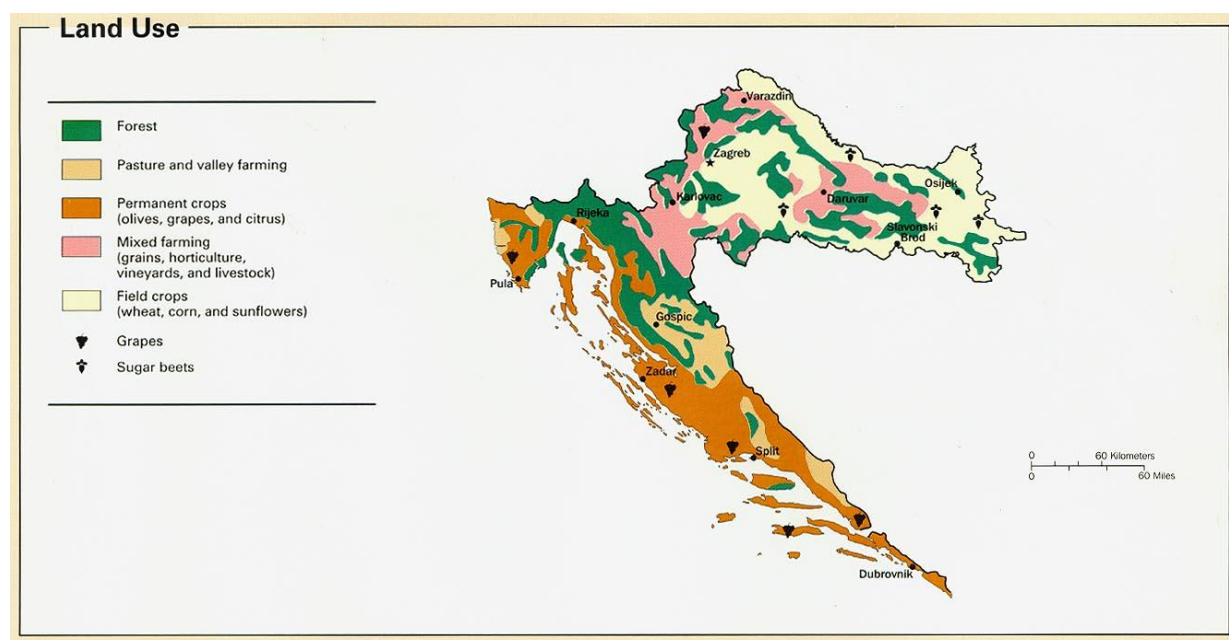 Land Use
Forest
Pasture and valley farming
Permanent crops
(olives, grapes, and citrus)
Mixed farming
(grains, horticulture,
vineyards, and livestock)
Field crops
(wheat, corn, and sunflowers)
Grapes
Sugar beets
Varazdin
Zagreb
Karlovac
Osijek
Daruvar
Slavonski
Brod
Rijeka
Pula
Gospic
Zadar
Split
Dubrovnik
0 60 Kilometers
0 60 Miles